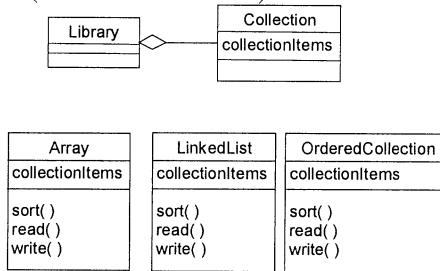 Library
Collection
collectionItems
Array
collectionItems
sort( )
read( )
write( )
LinkedList
collectionItems
sort( )
read( )
write( )
OrderedCollection
collectionItems
sort( )
read( )
write( )